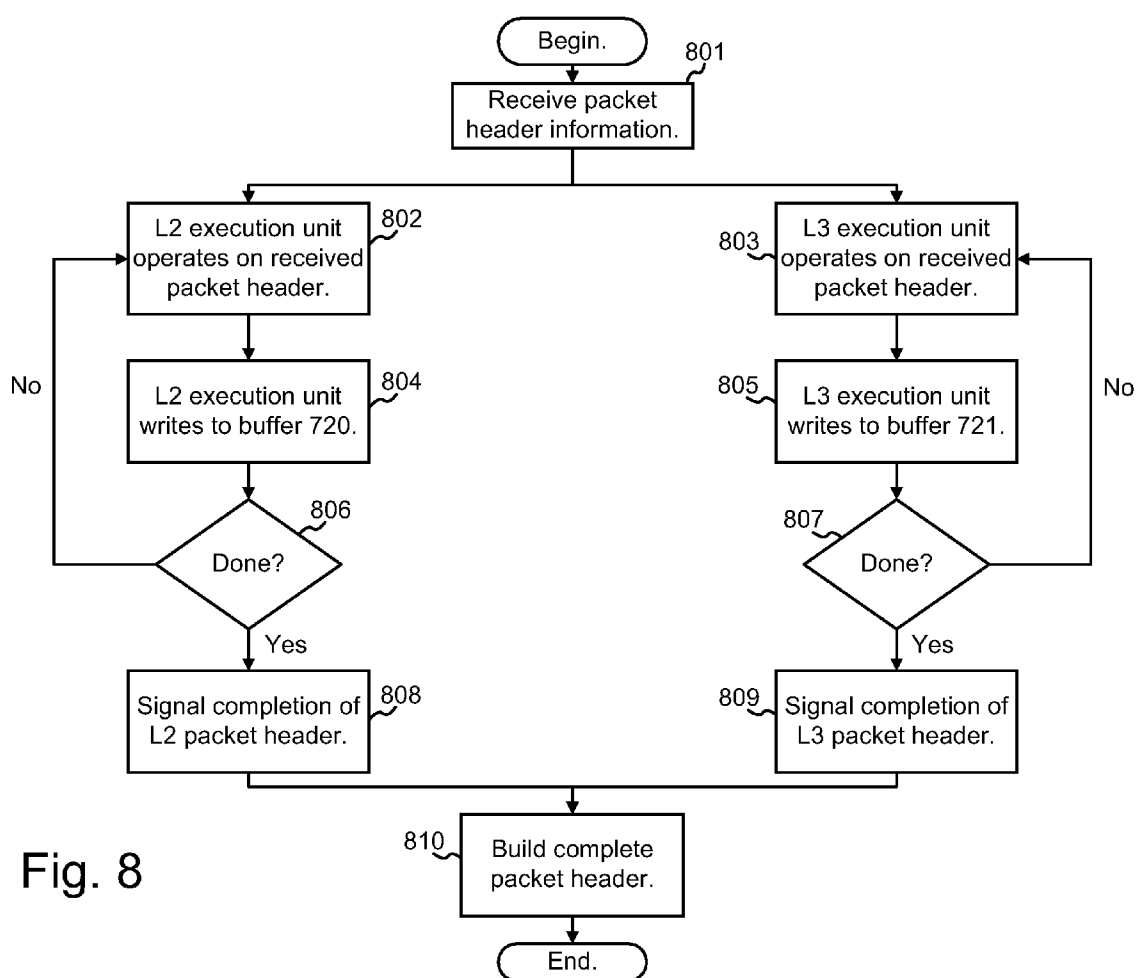 Begin.
801
Receive packet
header information.
L2 execution unit
operates on received
packet header.
802
803
L3 execution unit
operates on received
packet header.
No
L2 execution unit
writes to buffer 720.
804
805
L3 execution unit
writes to buffer 721.
No
806
Done?
807
Done?
Yes
Yes
Signal completion of
L2 packet header.
808
809
Signal completion of
L3 packet header.
810
Build complete
packet header.
Fig. 8
End.